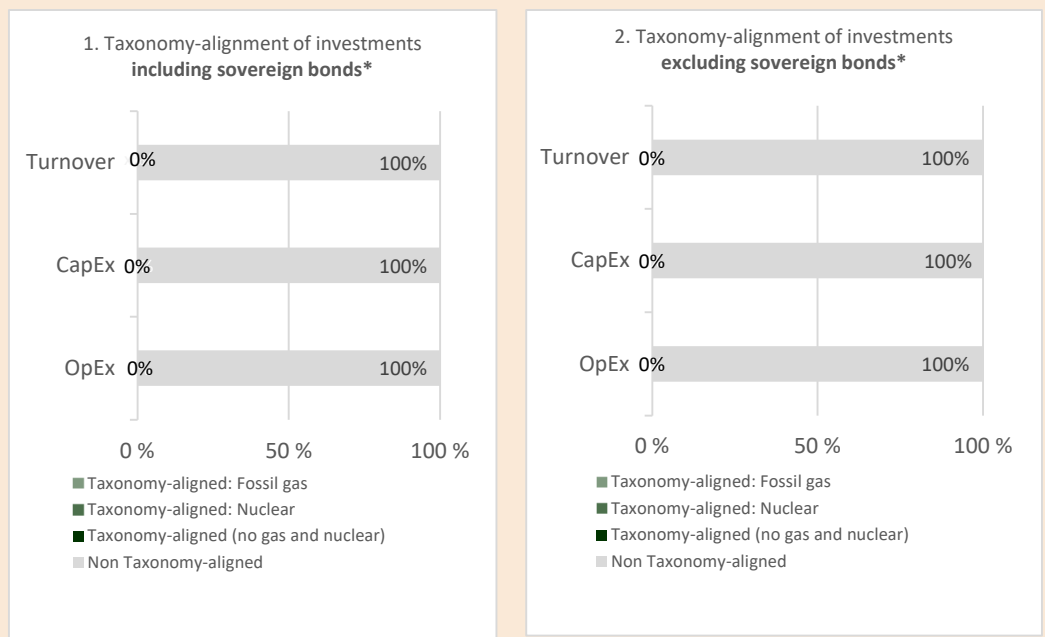 1. Taxonomy-alignment of investments
including sovereign bonds*
Turnover 0% 100%
CapEx 0% 100%
OpEx 0% 100%
0 % 50 % 100 %
Taxonomy-aligned: Fossil gas
Taxonomy-aligned: Nuclear
Taxonomy-aligned (no gas and nuclear)
Non Taxonomy-aligned
2. Taxonomy-alignment of investments
excluding sovereign bonds*
Turnover 0% 100%
CapEx 0% 100%
OpEx 0% 100%
0 % 50 % 100 %
Taxonomy-aligned: Fossil gas
Taxonomy-aligned: Nuclear
Taxonomy-aligned (no gas and nuclear)
Non Taxonomy-aligned